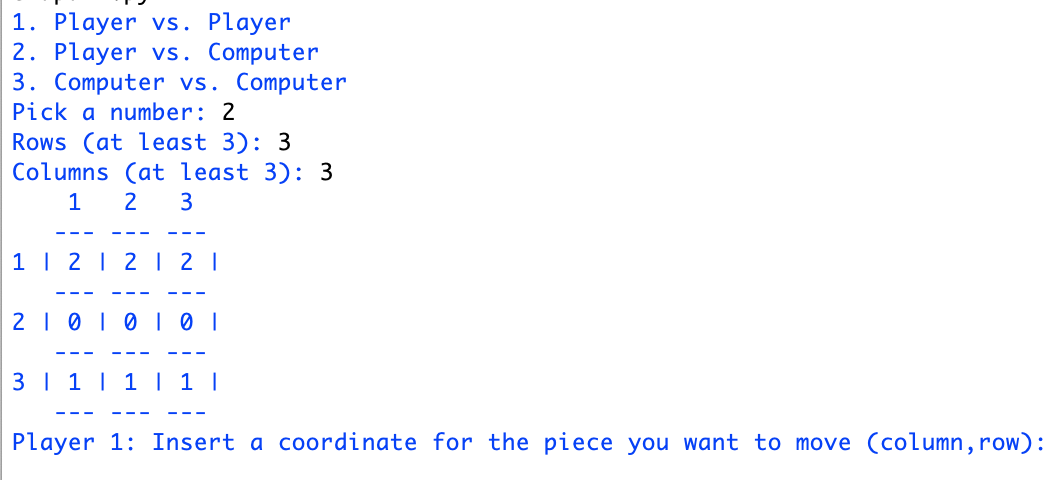 1. Player vs. Player
2. Player vs. Computer
3. Computer vs. Computer
Pick a number: 2
Rows (at least 3): 3
Columns (at least 3): 3
    1   2   3
   --- --- ---
1 | 2 | 2 | 2 |
   --- --- ---
2 | 0 | 0 | 0 |
   --- --- ---
3 | 1 | 1 | 1 |
   --- --- ---
Player 1: Insert a coordinate for the piece you want to move (column,row):